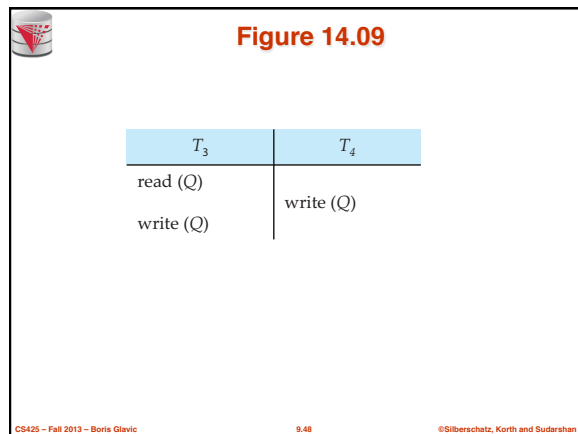 Figure 14.09
T3 T4
read (Q)
write (Q)
write (Q)
CS425 – Fall 2013 – Boris Glavic 9.48 ©Silberschatz, Korth and Sudarshan